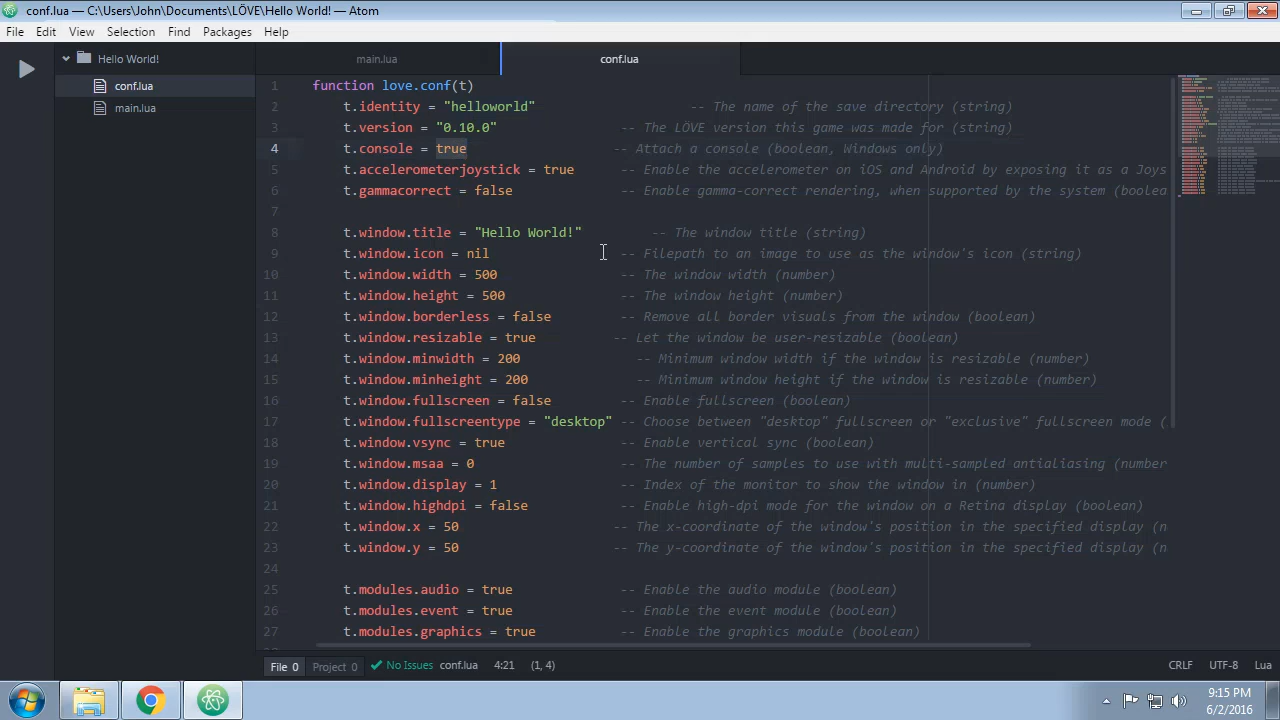 conf.lua — C:\Users\John\Documents\LÖVE\Hello World! — Atom
File Edit View Selection Find Packages Help
Hello World!
conf.lua
main.lua
main.lua conf.lua
1 function love.conf(t)
2 t.identity = "helloworld" -- The name of the save direc )
3 t.version = "0.10.0" -- The LÖVE vers game was made )
4 t.console = true -- Attach a conso Windows o
5 t.accelerometerjoystick true -- Enable the on iOS and exposing it as a
6 t.gammacorrect = false -- Enable gamma- rendering, when supported by the system (boolea
7
8 t.window.title = "Hello World!" -- The window title (string)
9 t.window.icon = nil -- Filepath to an image to use as the window's icon (string)
10 t.window.width = 500 -- The window width (number)
11 t.window.height = 500 -- The window height (number)
12 t.window.borderless = false -- Remove all border visuals from the window (boolean)
13 t.window.resizable = true -- Let the window be user-resizable (boolean)
14 t.window.minwidth = 200 -- Minimum window width if the window is resizable (number)
15 t.window.minheight = 200 -- Minimum window height if the window is resizable (number)
16 t.window.fullscreen = false -- Enable fullscreen (boolean)
17 t.window.fullscreentype = "desktop" -- Choose between "desktop" fullscreen or "exclusive" fullscreen mode (
18 t.window.vsync = true -- Enable vertical sync (boolean)
19 t.window.msaa = 0 -- The number of samples to use with multi-sampled antialiasing (number
20 t.window.display = 1 -- Index of the monitor to show the window in (number)
21 t.window.highdpi = false -- Enable high-dpi mode for the window on a Retina display (boolean)
22 t.window.x = 50 -- The x-coordinate of the window's position in the specified display (n
23 t.window.y = 50 -- The y-coordinate of the window's position in the specified display (n
24
25 t.modules.audio = true -- Enable the audio module (boolean)
26 t.modules.event = true -- Enable the event module (boolean)
27 t.modules.graphics = true -- Enable the graphics module (boolean)
File 0 Project 0 No Issues conf.lua 4:21 (1, 4) CRLF UTF-8 Lua
9:15 PM
6/2/2016